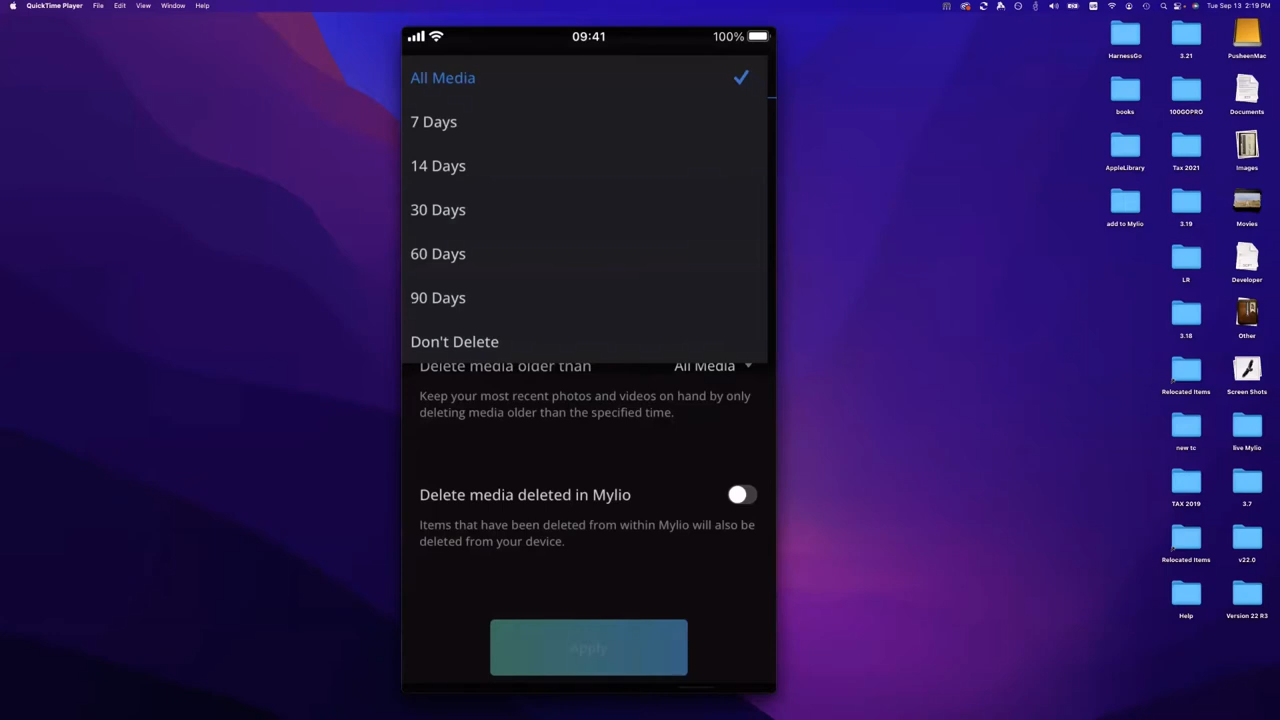 QuickTime Player File Edit View Window Help
Tue Sep 13 2:19 PM
09:41
100%
All Media
7 Days
14 Days
30 Days
60 Days
90 Days
Don't Delete
Delete media older than All Media
Keep your most recent photos and videos on hand by only
deleting media older than the specified time.
Delete media deleted in Mylio
Items that have been deleted from within Mylio will also be
deleted from your device.
Apply
HarnessGo 3.21 PusheenMac
books 100GOPRO Documents
AppleLibrary Tax 2021 Images
add to Mylio 3.19 Movies
LR Developer
3.18 Other
Relocated Items Screen Shots
new tc live Mylio
TAX 2019 3.7
Relocated Items v22.0
Help Version 22 R3